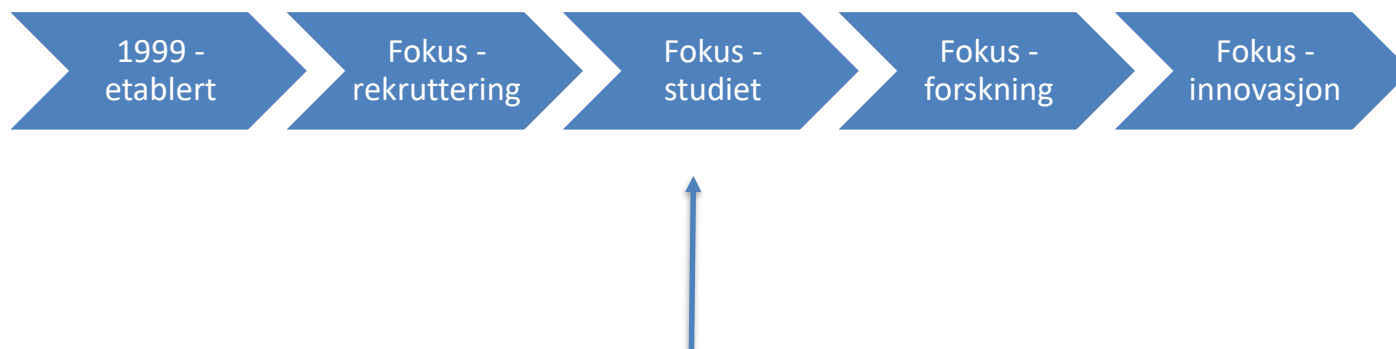 1999 -
etablert
Fokus -
rekruttering
Fokus -
studiet
Fokus -
forskning
Fokus -
innovasjon